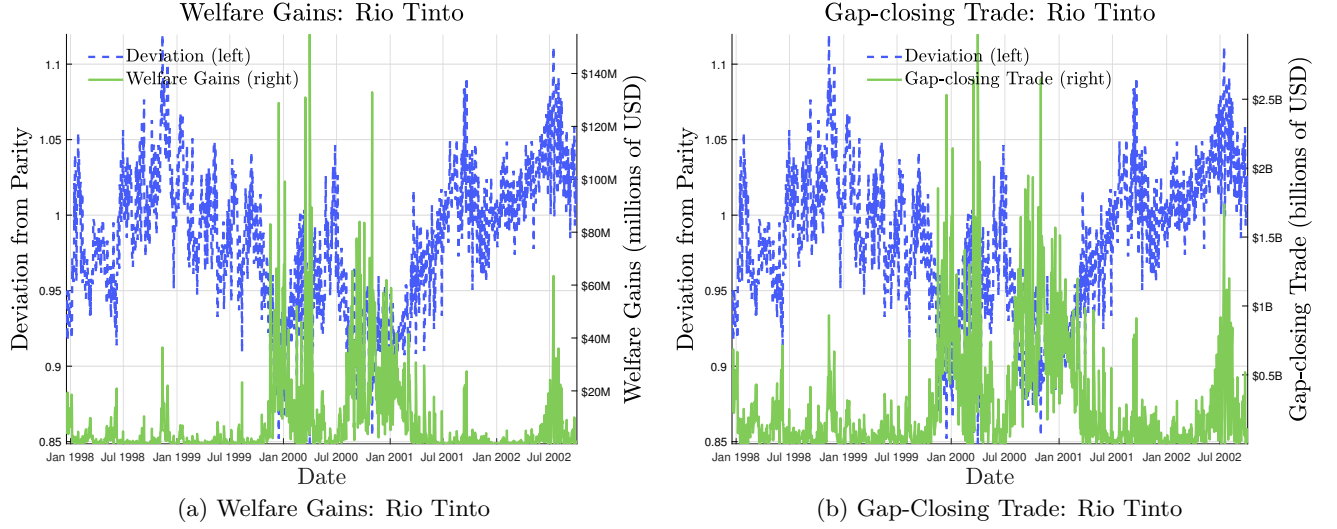 Welfare Gains: Rio Tinto
Deviation (left)
Welfare Gains (right)
Deviation from Parity
1.1
1.05
1
0.95
0.9
0.85
$140M
$120M
$100M
$80M
$60M
$40M
$20M
Welfare Gains (millions of USD)
Jan 1998 Jul 1998 Jan 1999 Jul 1999 Jan 2000 Jul 2000 Jan 2001 Jul 2001 Jan 2002 Jul 2002
Date
(a) Welfare Gains: Rio Tinto
Gap-closing Trade: Rio Tinto
Deviation (left)
Gap-closing Trade (right)
Deviation from Parity
1.1
1.05
1
0.95
0.9
0.85
$2.5B
$2B
$1.5B
$1B
$0.5B
Gap-closing Trade (billions of USD)
Jan 1998 Jul 1998 Jan 1999 Jul 1999 Jan 2000 Jul 2000 Jan 2001 Jul 2001 Jan 2002 Jul 2002
Date
(b) Gap-Closing Trade: Rio Tinto